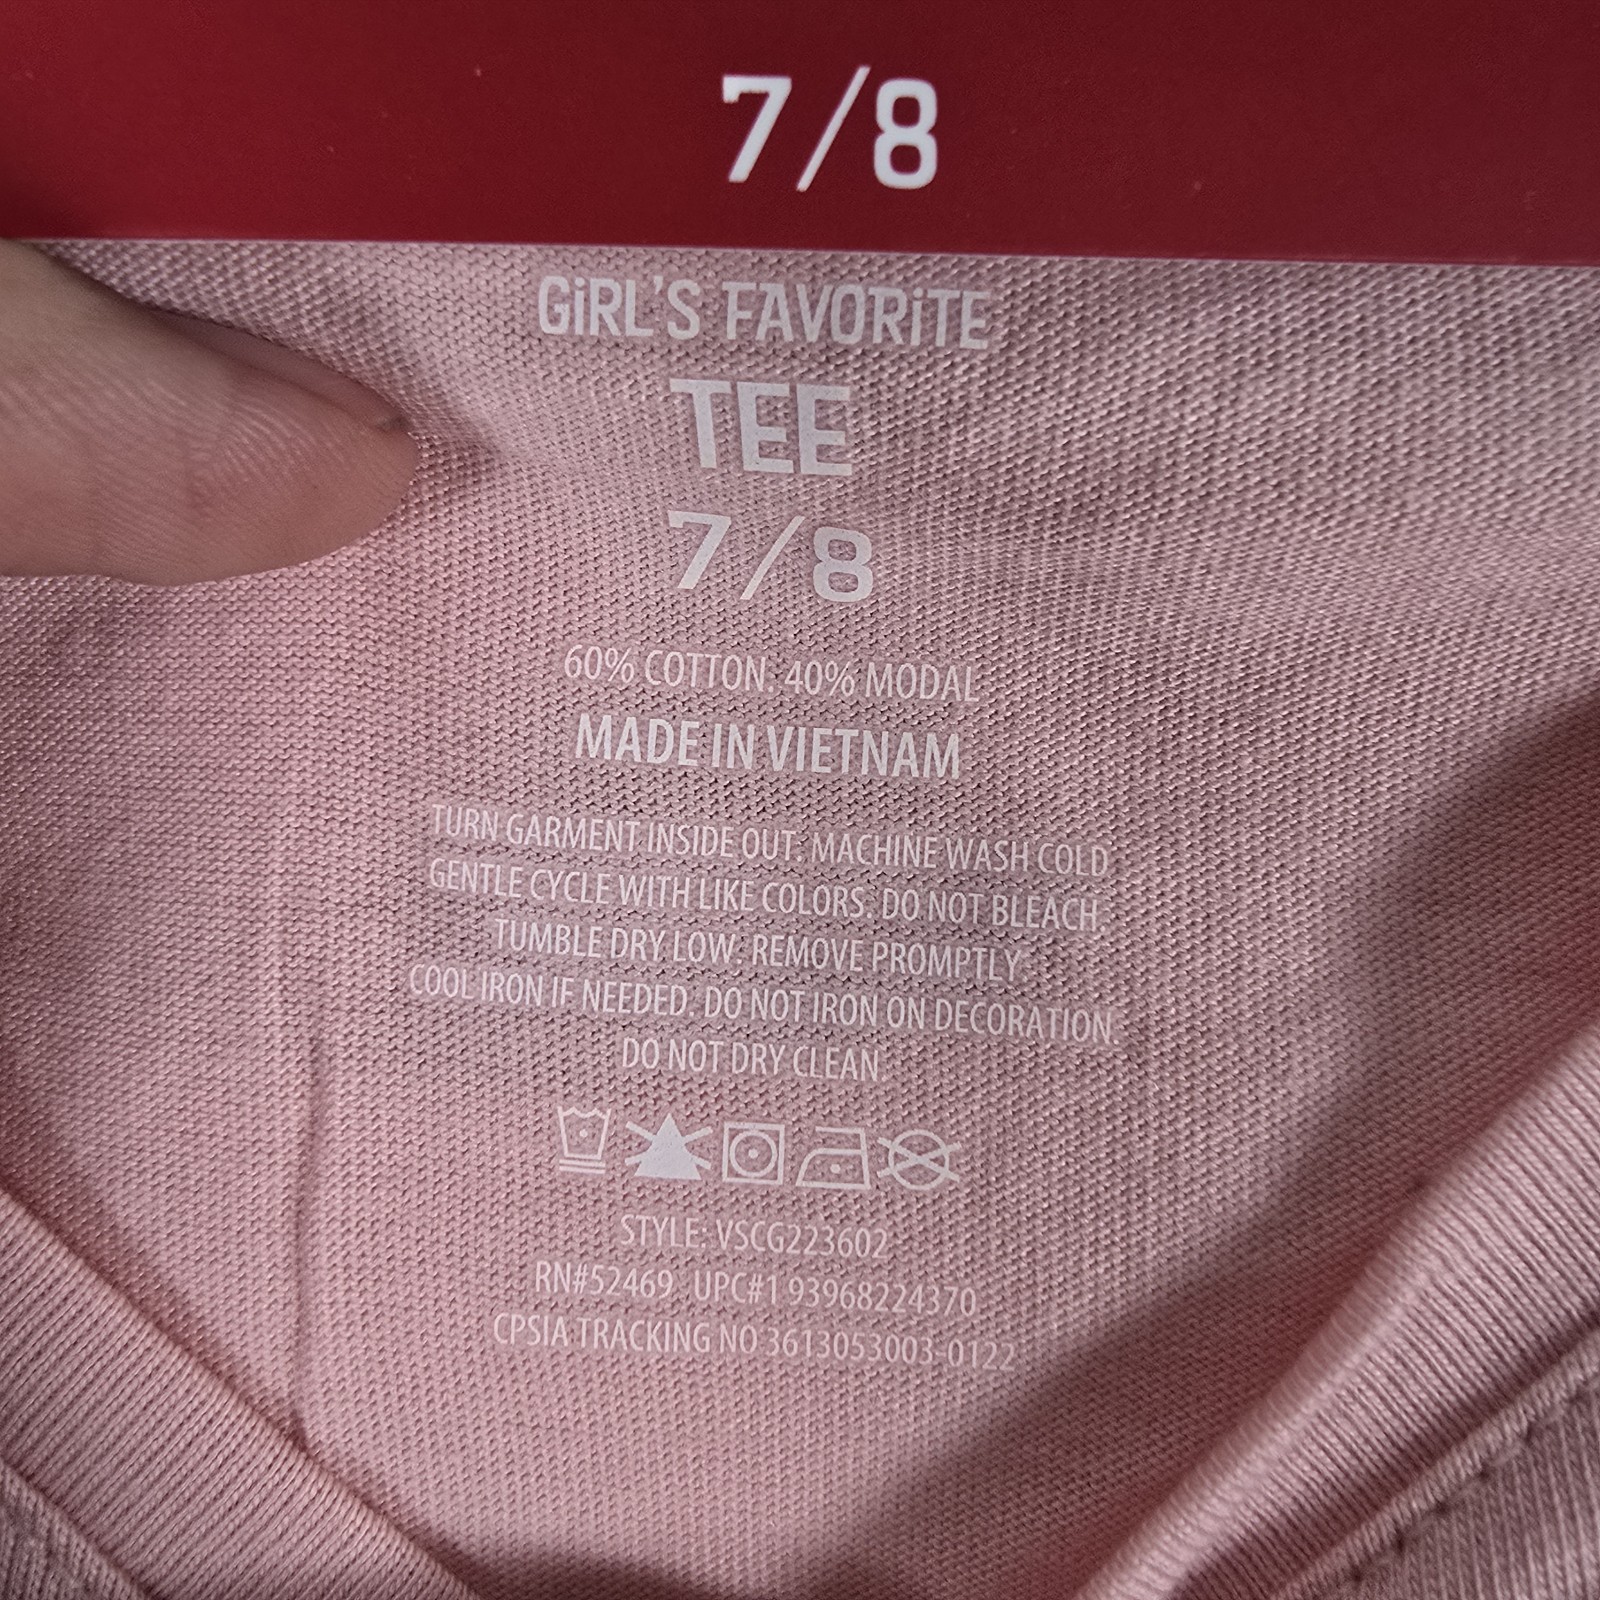 7/8
GiRL'S FAVORiTE
TEE
7/8
60% COTTON. 40% MODAL
MADE IN VIETNAM
TURN GARMENT INSIDE OUT. MACHINE WASH COLD
GENTLE CYCLE WITH LIKE COLORS. DO NOT BLEACH.
TUMBLE DRY LOW. REMOVE PROMPTLY.
COOL IRON IF NEEDED. DO NOT IRON ON DECORATION.
DO NOT DRY CLEAN.
STYLE: VSCG223602
RN#52469 UPC#1 93968224370
CPSIA TRACKING NO 3613053003-0122